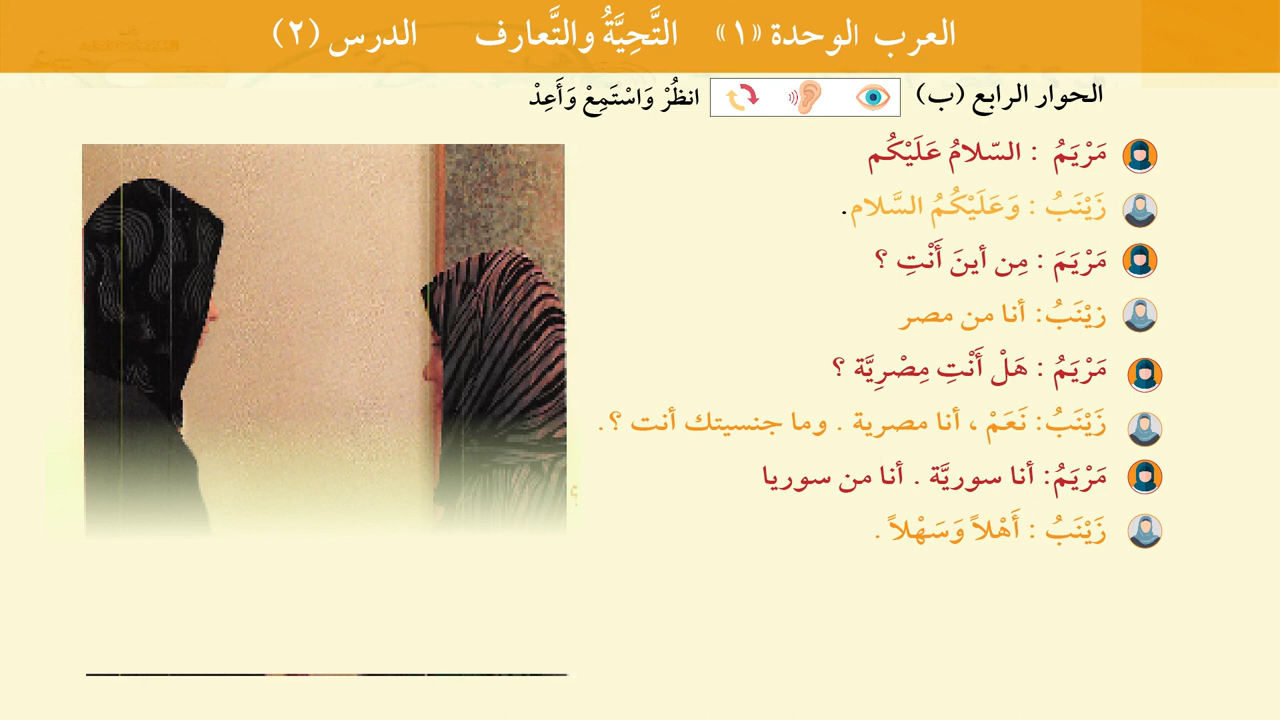 العرب الوحدة «١» التَّحِيَّةُ والتَّعارف الدرس (٢)
الحوار الرابع (ب) انظُرْ وَاسْتَمِعْ وَأَعِدْ
مَرْيَمُ : السّلامُ عَلَيْكُم
زَيْنَبُ : وَعَلَيْكُمُ السَّلام.
مَرْيَمَ : مِن أينَ أَنْتِ ؟
زيْنَبُ: أنا من مصر
مَرْيَمُ : هَلْ أَنْتِ مِصْرِيَّة ؟
زَيْنَبُ: نَعَمْ ، أنا مصرية . وما جنسيتك أنت ؟.
مَرْيَمُ: أنا سوريَّة . أنا من سوريا
زَيْنَبُ : أَهْلاً وَسَهْلاً .